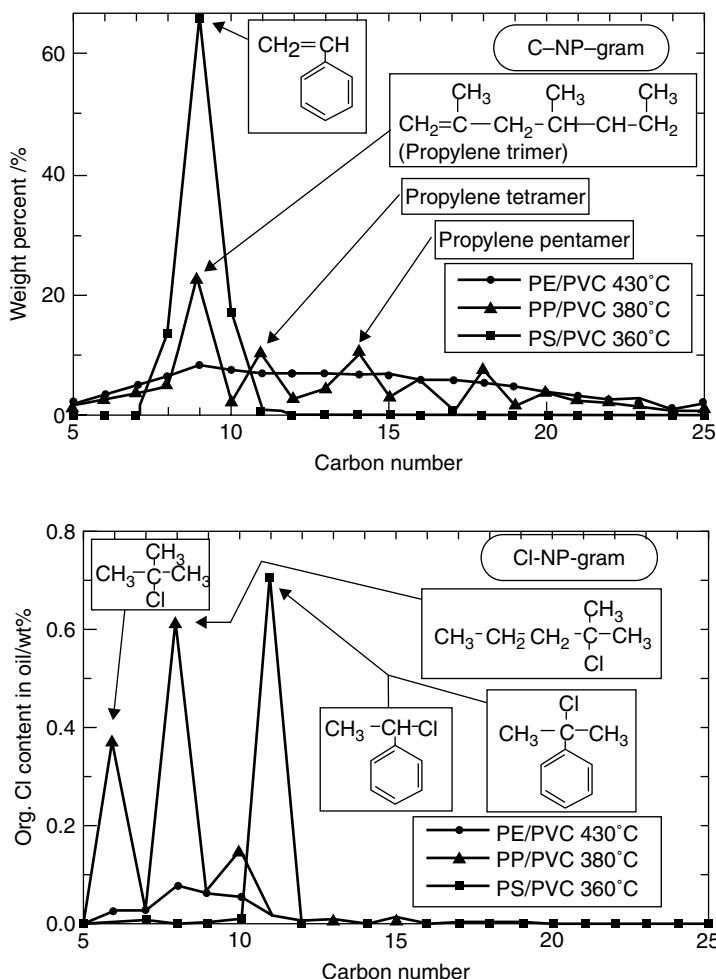 60
40
20
0
Weight percent /%
CH2=CH
C–NP–gram
CH3 CH3 CH3
CH2=C—CH2—CH—CH—CH2
(Propylene trimer)
Propylene tetramer
Propylene pentamer
PE/PVC 430°C
PP/PVC 380°C
PS/PVC 360°C
5 10 15 20 25
Carbon number
0.8
0.6
0.4
0.2
0.0
Org. Cl content in oil/wt%
CH3
CH3—C—CH3
Cl
Cl-NP-gram
CH3
CH3-CH2-CH2—C—CH3
Cl
CH3—CH—Cl
Cl
CH3—C—CH3
PE/PVC 430°C
PP/PVC 380°C
PS/PVC 360°C
5 10 15 20 25
Carbon number